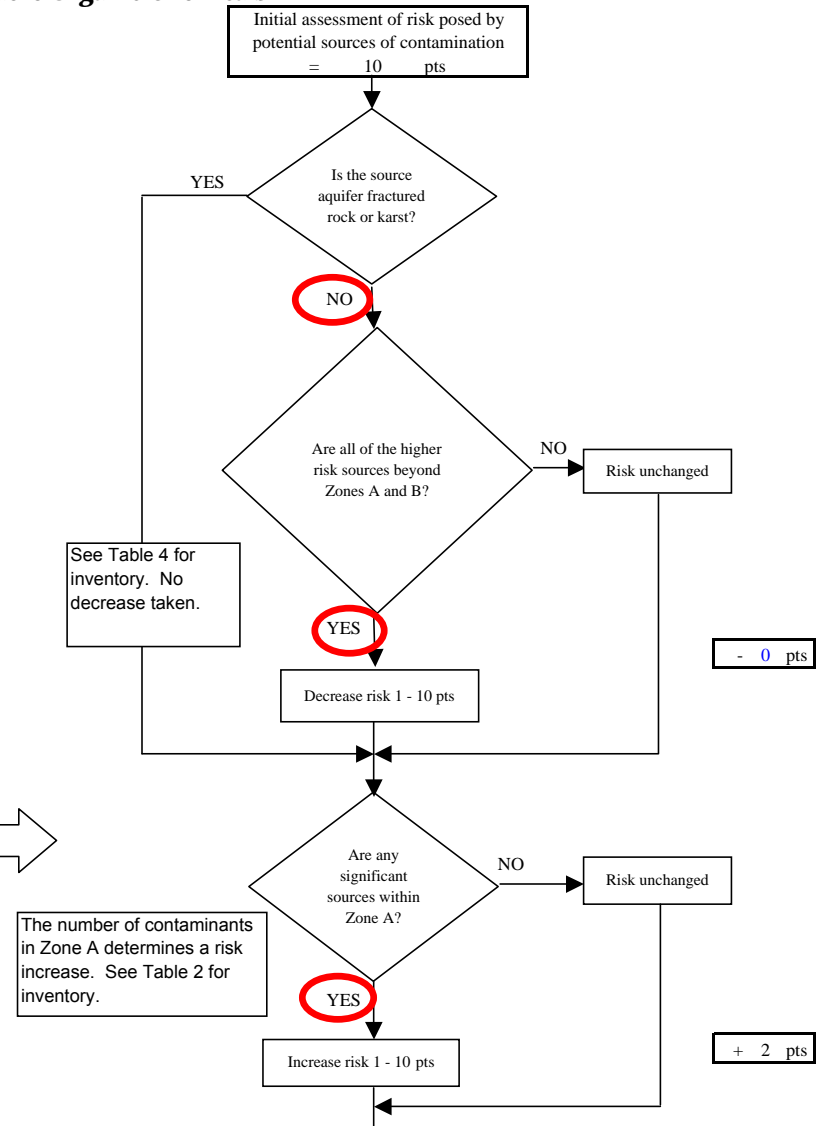 Initial assessment of risk posed by
potential sources of contamination
= 10 pts
Is the source
aquifer fractured
rock or karst?
YES
NO
Are all of the higher
risk sources beyond
Zones A and B?
NO
Risk unchanged
See Table 4 for
inventory. No
decrease taken.
YES
- 0 pts
Decrease risk 1 - 10 pts
Are any
significant
sources within
Zone A?
NO
Risk unchanged
The number of contaminants
in Zone A determines a risk
increase. See Table 2 for
inventory.
YES
+ 2 pts
Increase risk 1 - 10 pts